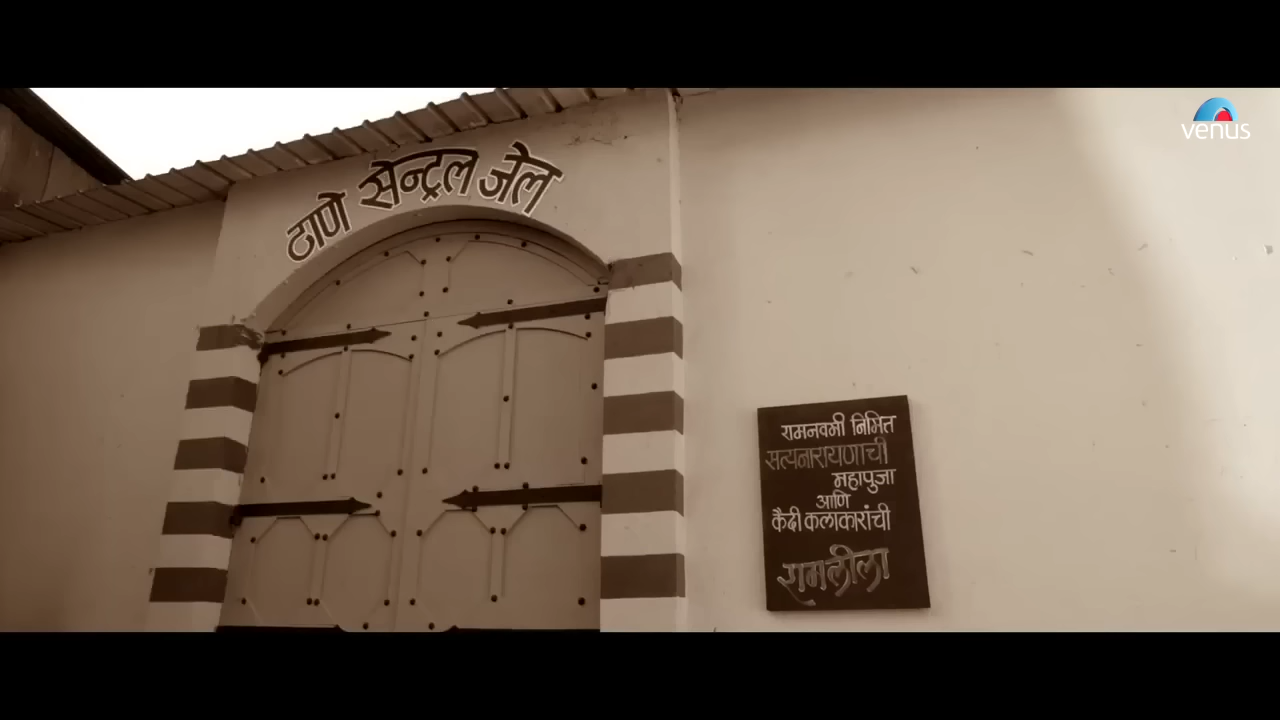 ठाणे सेन्ट्रल जेल
venus
रामनवमी निमित
सत्यनारायणाची
महापुजा
आणि
कैदी कलाकारांची
रामलीला